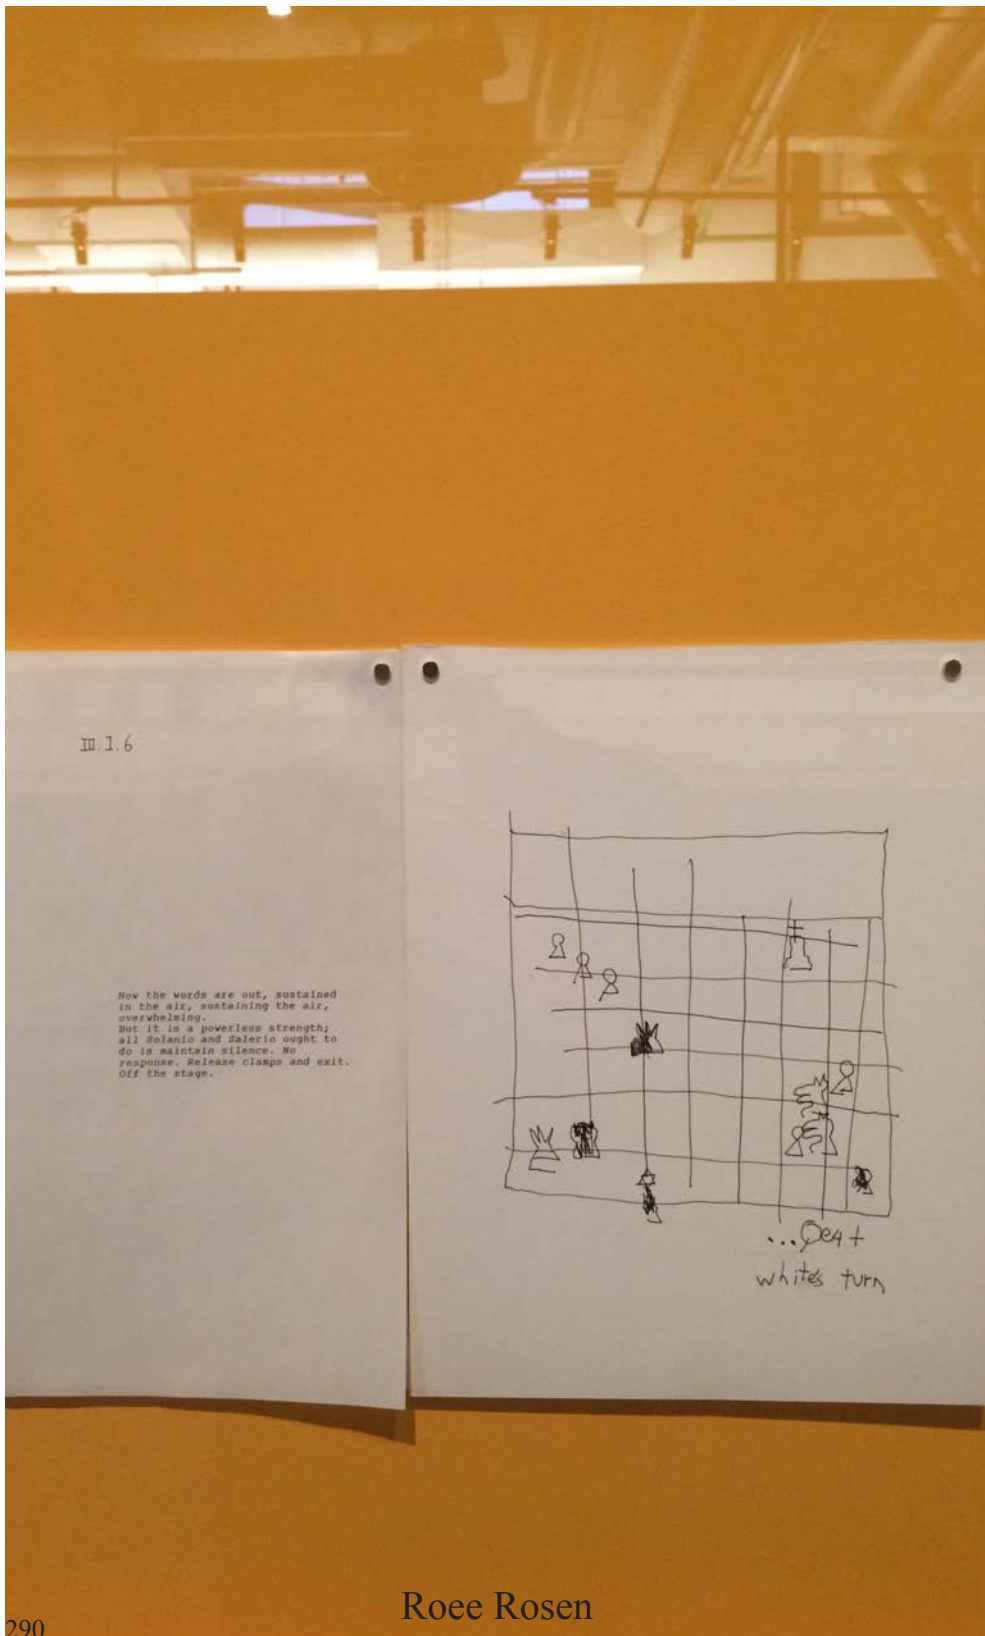 III.I.6
Now the words are out, sustained
in the air, sustaining the air,
overwhelming.
But it is a powerless strength;
all Solanio and Salerio ought to
do is maintain silence. No
response. Release clamps and exit.
Off the stage.
...Qe4+
white's turn
Roee Rosen
290